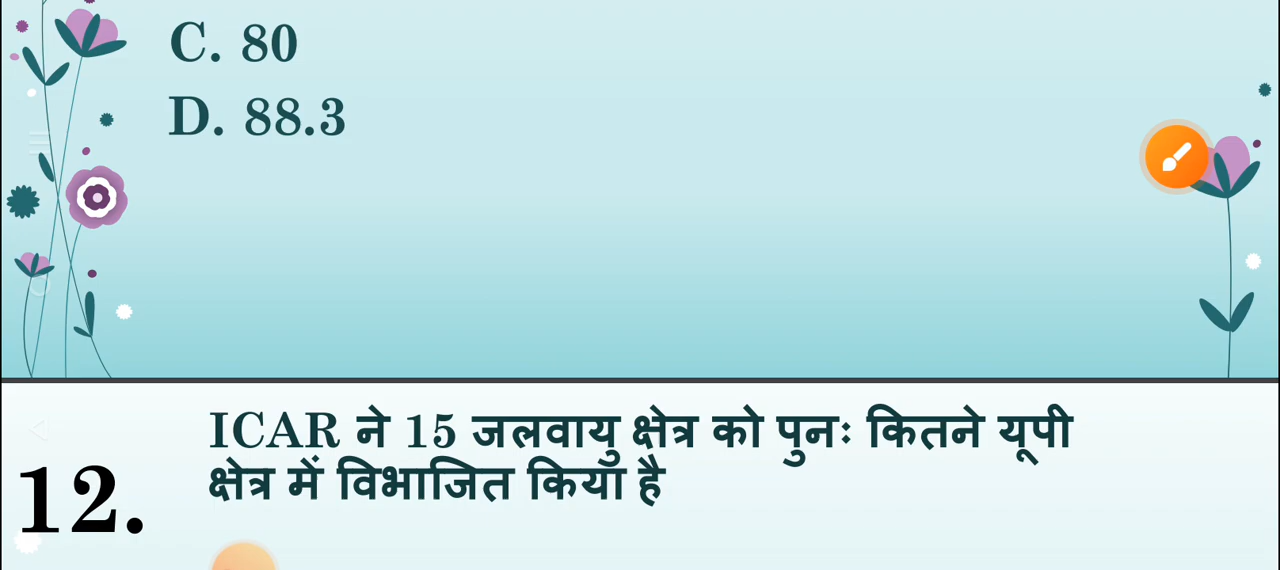 C. 80
D. 88.3
12.
ICAR ने 15 जलवायु क्षेत्र को पुनः कितने यूपी
क्षेत्र में विभाजित किया है